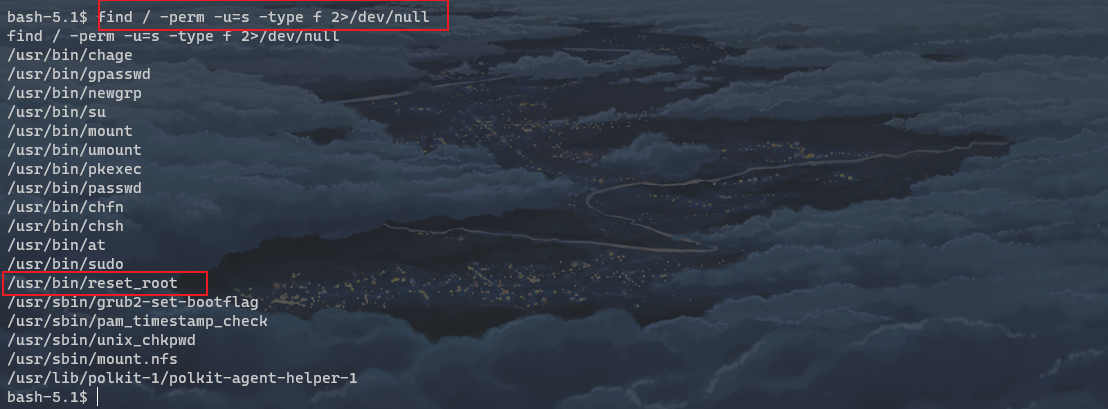 bash-5.1$ find / -perm -u=s -type f 2>/dev/null
find / -perm -u=s -type f 2>/dev/null
/usr/bin/chage
/usr/bin/gpasswd
/usr/bin/newgrp
/usr/bin/su
/usr/bin/mount
/usr/bin/umount
/usr/bin/pkexec
/usr/bin/passwd
/usr/bin/chfn
/usr/bin/chsh
/usr/bin/at
/usr/bin/sudo
/usr/bin/reset_root
/usr/sbin/grub2-set-bootflag
/usr/sbin/pam_timestamp_check
/usr/sbin/unix_chkpwd
/usr/sbin/mount.nfs
/usr/lib/polkit-1/polkit-agent-helper-1
bash-5.1$